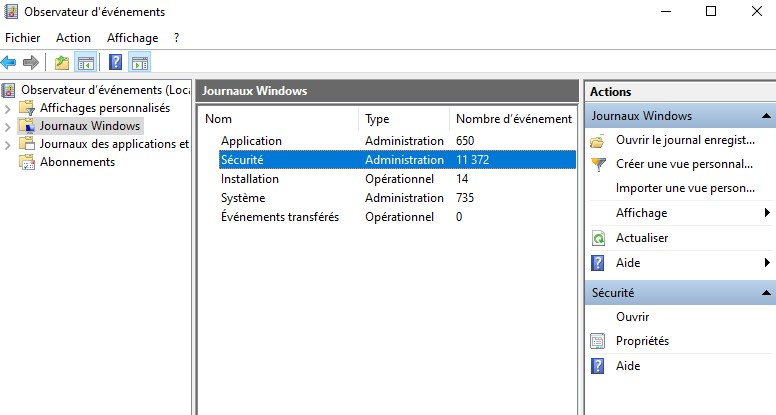 Observateur d'événements
Fichier Action Affichage ?
Observateur d'événements (Loca
Affichages personnalisés
Journaux Windows
Journaux des applications et
Abonnements
Journaux Windows
Nom Type Nombre d'événement
Application Administration 650
Sécurité Administration 11 372
Installation Opérationnel 14
Système Administration 735
Événements transférés Opérationnel 0
Actions
Journaux Windows
Ouvrir le journal enregist...
Créer une vue personnal...
Importer une vue person...
Affichage
Actualiser
Aide
Sécurité
Ouvrir
Propriétés
Aide